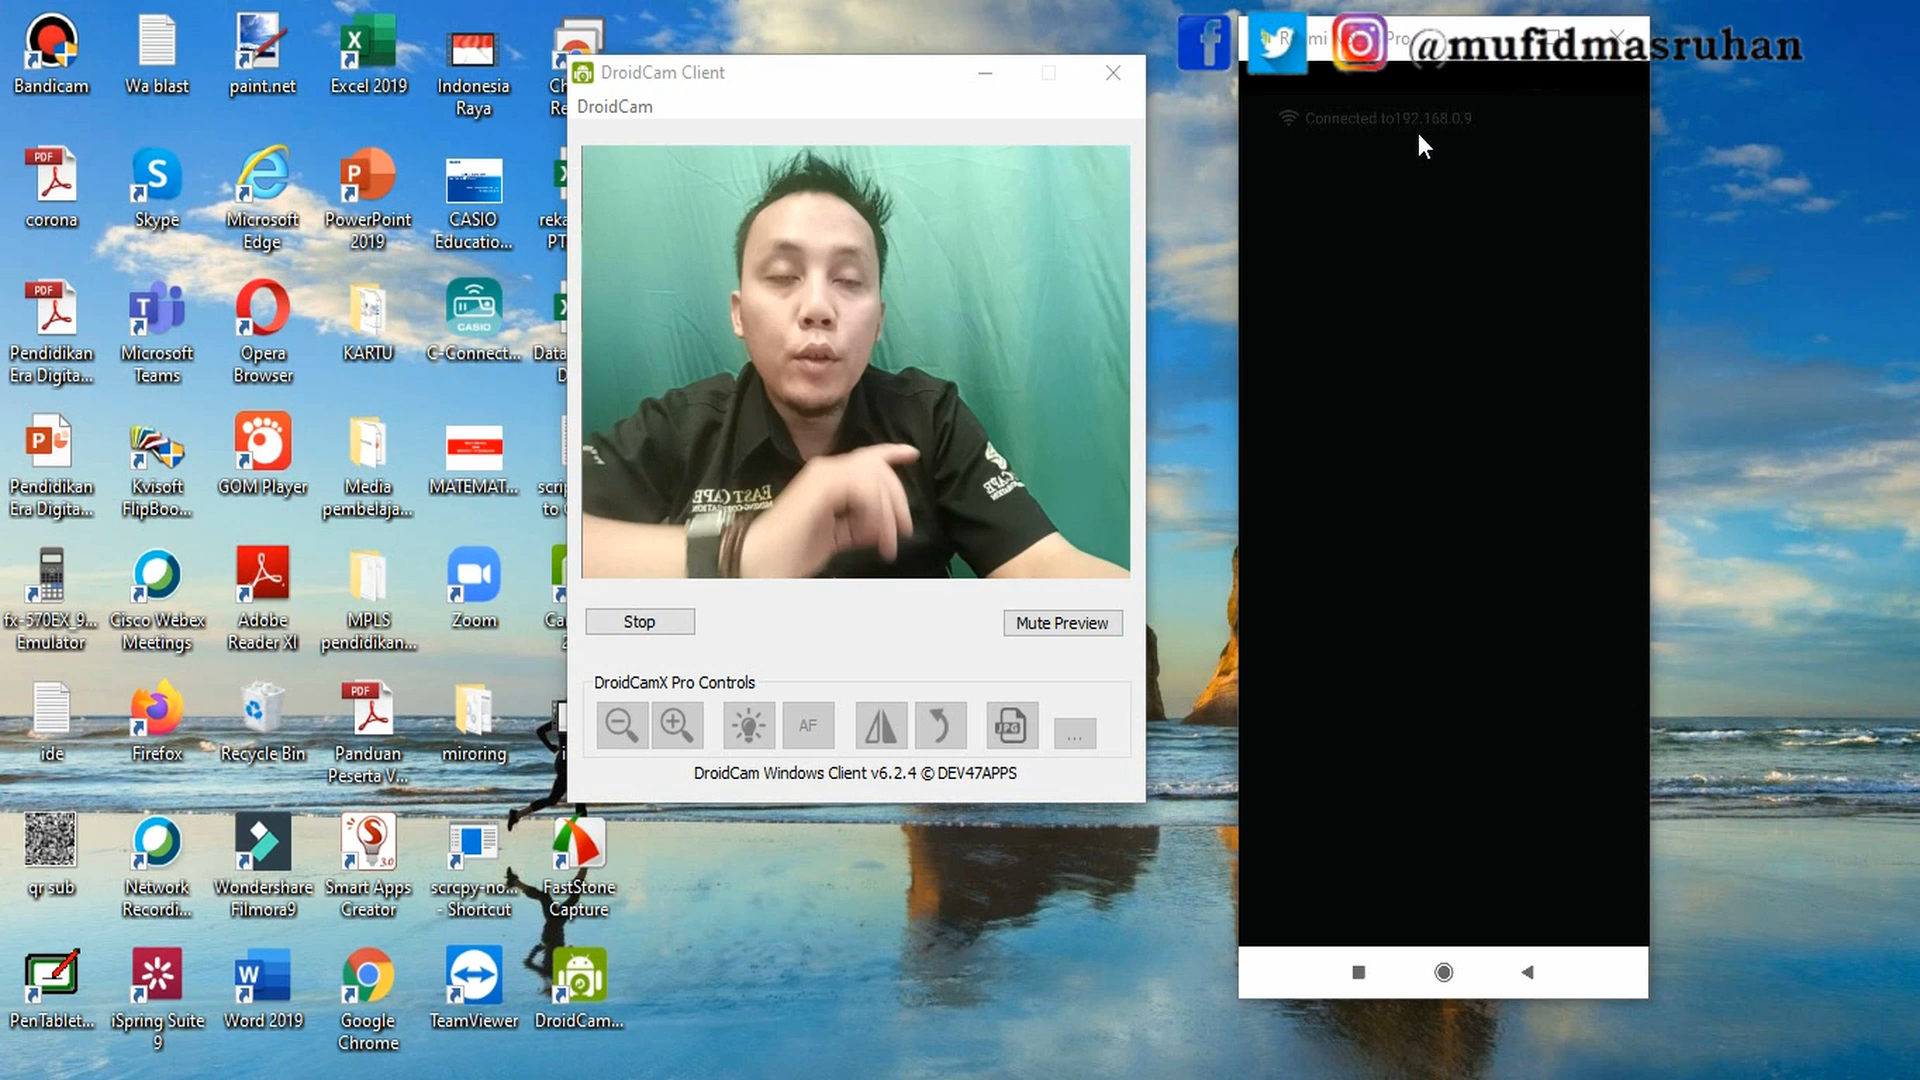 Bandicam
Wa blast
paint.net
Excel 2019
Indonesia
Raya
corona
Skype
Microsoft
Edge
PowerPoint
2019
CASIO
Educatio...
Pendidikan
Era Digita...
Microsoft
Teams
Opera
Browser
KARTU
C-Connect...
Pendidikan
Era Digita...
Kvisoft
FlipBoo...
GOM Player
Media
pembelaja...
MATEMAT...
fx-570EX_9...
Emulator
Cisco Webex
Meetings
Adobe
Reader XI
MPLS
pendidikan...
Zoom
ide
Firefox
Recycle Bin
Panduan
Peserta V...
miroring
qr sub
Network
Recordi...
Wondershare
Filmora9
Smart Apps
Creator
scrcpy-no...
- Shortcut
FastStone
Capture
PenTablet...
iSpring Suite
9
Word 2019
Google
Chrome
TeamViewer
DroidCam...
DroidCam Client
DroidCam
EAST CAPE
Stop
Mute Preview
DroidCamX Pro Controls
AF
JPG
...
DroidCam Windows Client v6.2.4 © DEV47APPS
@mufidmasruhan
Connected to192.168.0.9